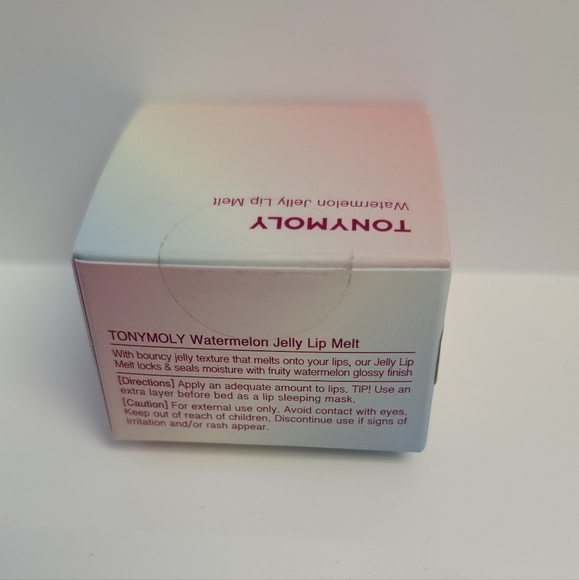 TONYMOLY
Watermelon Jelly Lip Melt
TONYMOLY Watermelon Jelly Lip Melt
With bouncy jelly texture that melts onto your lips, our Jelly Lip
Melt locks & seals moisture with fruity watermelon glossy finish
[Directions] Apply an adequate amount to lips. TIP! Use an
extra layer before bed as a lip sleeping mask.
[Caution] For external use only. Avoid contact with eyes.
Keep out of reach of children. Discontinue use if signs of
irritation and/or rash appear.